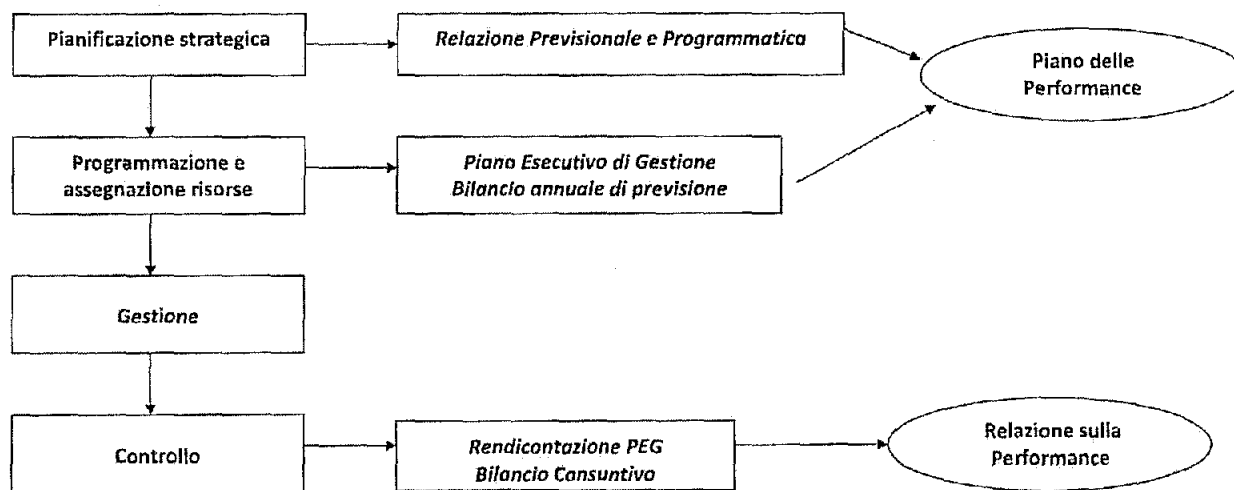 Pianificazione strategica
Relazione Previsionale e Programmatica
Piano delle
Performance
Programmazione e
assegnazione risorse
Piano Esecutivo di Gestione
Bilancio annuale di previsione
Gestione
Controllo
Rendicontazione PEG
Bilancio Consuntivo
Relazione sulla
Performance